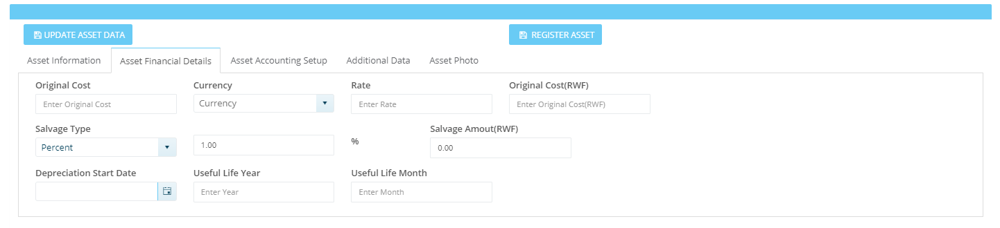 UPDATE ASSET DATA REGISTER ASSET
Asset Information Asset Financial Details Asset Accounting Setup Additional Data Asset Photo
Original Cost Currency Rate Original Cost(RWF)
Enter Original Cost Currency Enter Rate Enter Original Cost(RWF)
Salvage Type Salvage Amout(RWF)
Percent 1.00 % 0.00
Depreciation Start Date Useful Life Year Useful Life Month
Enter Year Enter Month